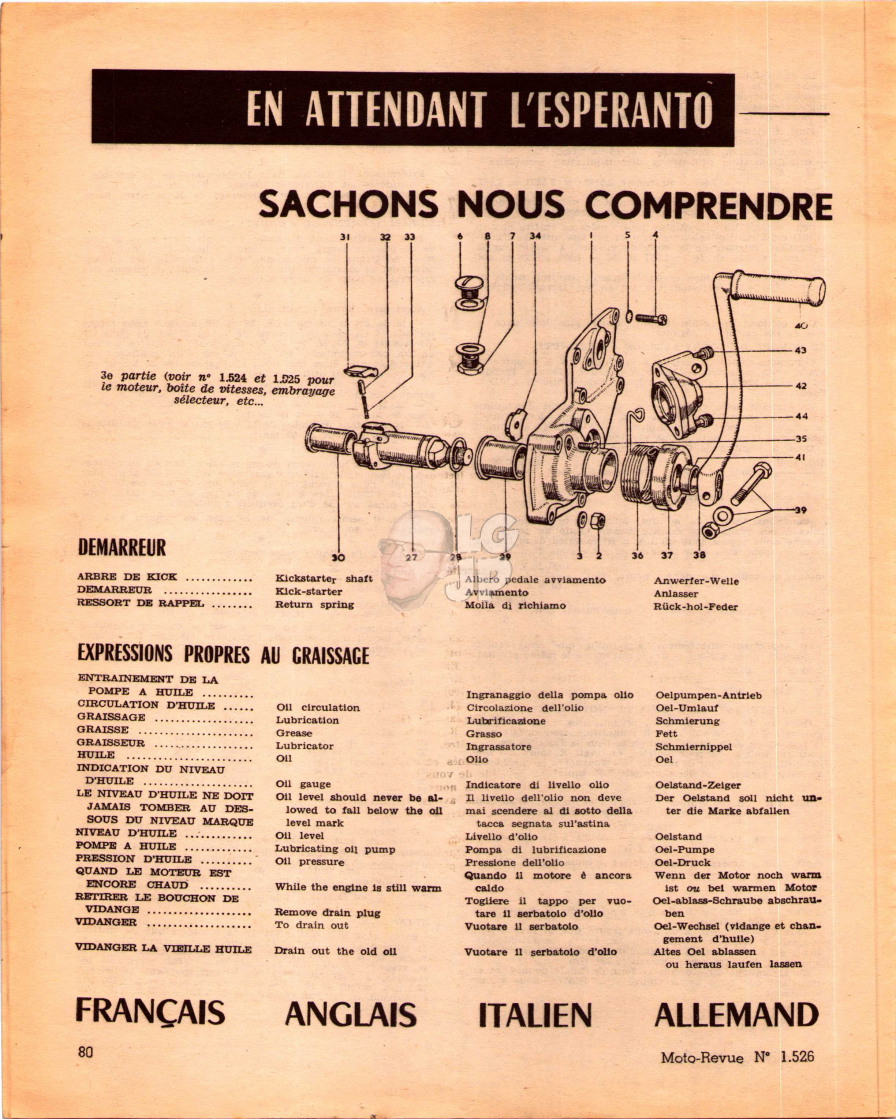 EN ATTENDANT L'ESPERANTO
SACHONS NOUS COMPRENDRE
31 32 33 6 8 7 34 1 5 4
40
43
3e partie (voir n° 1.524 et 1.525 pour
le moteur, boîte de vitesses, embrayage
sélecteur, etc...
42
44
35
41
39
30 27 28 29 3 2 36 37 38
LG
JP
DEMARREUR
ARBRE DE KICK ............. Kickstarter shaft Albero pedale avviamento Anwerfer-Welle
DEMARREUR ................. Kick-starter Avviamento Anlasser
RESSORT DE RAPPEL ........ Return spring Molla di richiamo Rück-hol-Feder
EXPRESSIONS PROPRES AU GRAISSAGE
ENTRAINEMENT DE LA
POMPE A HUILE .......... Ingranaggio della pompa olio Oelpumpen-Antrieb
CIRCULATION D'HUILE ...... Oil circulation Circolazione dell'olio Oel-Umlauf
GRAISSAGE ................... Lubrication Lubrificazione Schmierung
GRAISSE ...................... Grease Grasso Fett
GRAISSEUR ................... Lubricator Ingrassatore Schmiernippel
HUILE ........................ Oil Olio Oel
INDICATION DU NIVEAU
D'HUILE ..................... Oil gauge Indicatore di livello olio Oelstand-Zeiger
LE NIVEAU D'HUILE NE DOIT Oil level should never be al- Il livello dell'olio non deve Der Oelstand soll nicht un-
JAMAIS TOMBER AU DES- lowed to fall below the oil mai scendere al di sotto della ter die Marke abfallen
SOUS DU NIVEAU MARQUE level mark tacca segnata sul'astina
NIVEAU D'HUILE ............. Oil level Livello d'olio Oelstand
POMPE A HUILE .............. Lubricating oil pump Pompa di lubrificazione Oel-Pumpe
PRESSION D'HUILE .......... Oil pressure Pressione dell'olio Oel-Druck
QUAND LE MOTEUR EST Quando il motore è ancora Wenn der Motor noch warm
ENCORE CHAUD .......... While the engine is still warm caldo ist ou bei warmen Motor
RETIRER LE BOUCHON DE Togliere il tappo per vuo- Oel-ablass-Schraube abschrau-
VIDANGE .................... Remove drain plug tare il serbatoio d'olio ben
VIDANGER .................... To drain out Vuotare il serbatoio Oel-Wechsel (vidange et chan-
gement d'huile)
VIDANGER LA VIEILLE HUILE Drain out the old oil Vuotare il serbatoio d'olio Altes Oel ablassen
ou heraus laufen lassen
FRANÇAIS ANGLAIS ITALIEN ALLEMAND
80 Moto-Revue N° 1.526